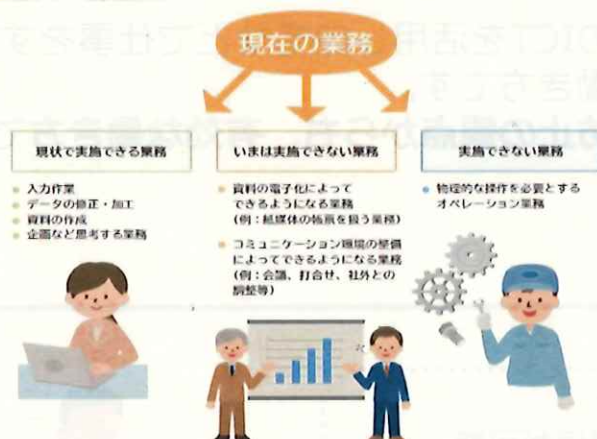 現在の業務
現状で実施できる業務
入力作業
データの修正・加工
資料の作成
企画など思考する業務
いまは実施できない業務
資料の電子化によって
できるようになる業務
(例:紙媒体の帳票を扱う業務)
コミュニケーション環境の整備
によってできるようになる業務
(例:会議、打合せ、社外との
調整等)
実施できない業務
物理的な操作を必要とする
オペレーション業務